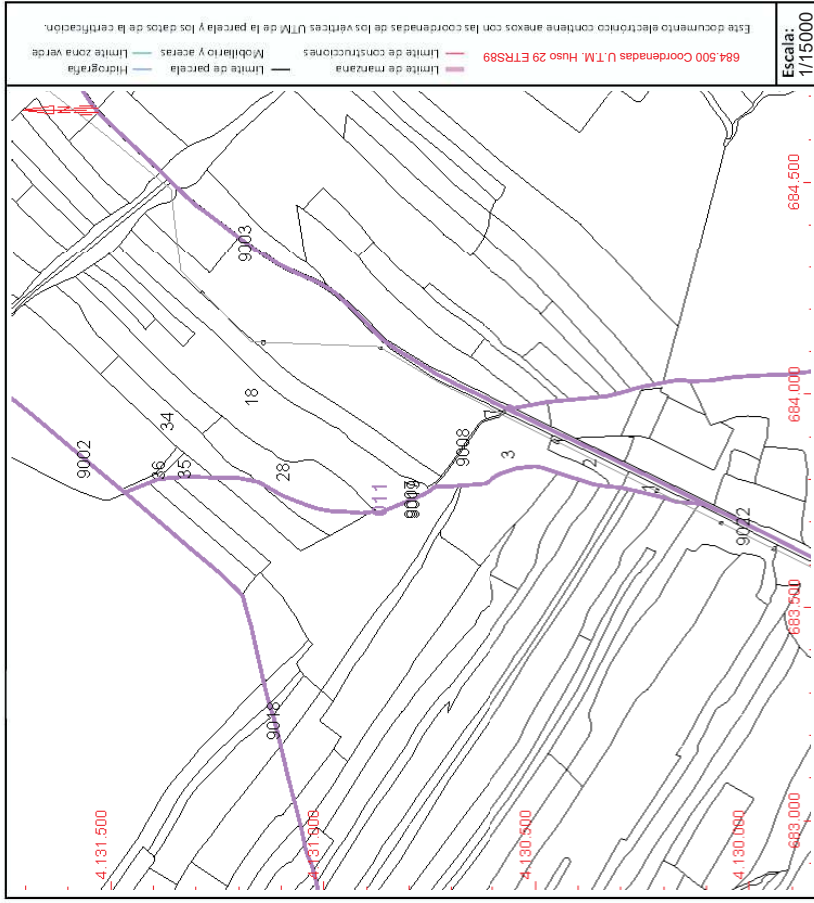 Este documento electrónico contiene anexos con las coordenadas de los vértices UTM de la parcela y los datos de la certificación.
684.500 Coordenadas U.T.M. Huso 29 ETRS89
Límite de manzana
Límite de construcciones
Límite de parcela
Mobiliario y aceras
Hidrografía
Límite zona verde
Escala:
1/15000
9003
684.500
34
18
9002
36
35
28
9008
3
684.000
2
1
9022
683.500
9018
4.131.500
4.131.000
4.130.500
4.130.000
683.000